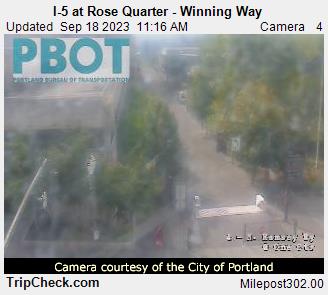 I-5 at Rose Quarter - Winning Way
Updated Sep 18 2023 11:16 AM Camera 4
PBOT
PORTLAND BUREAU OF TRANSPORTATION
Camera courtesy of the City of Portland
TripCheck.com Milepost302.00